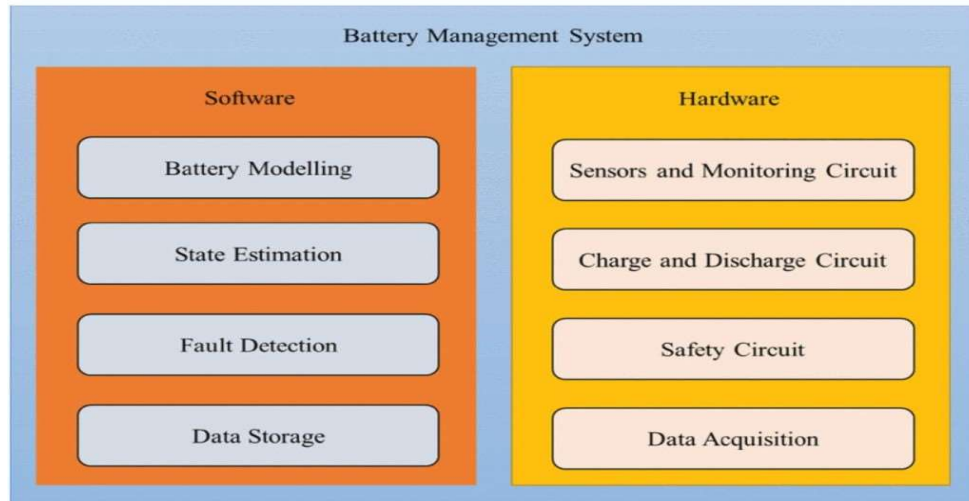 Battery Management System
Software
Battery Modelling
State Estimation
Fault Detection
Data Storage
Hardware
Sensors and Monitoring Circuit
Charge and Discharge Circuit
Safety Circuit
Data Acquisition